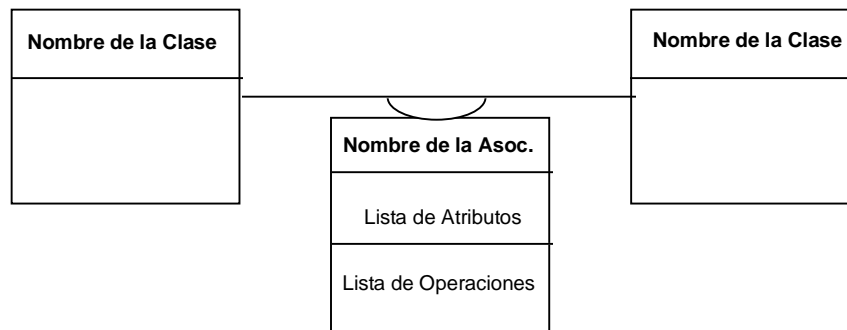 Nombre de la Clase
Nombre de la Clase
Nombre de la Asoc.
Lista de Atributos
Lista de Operaciones